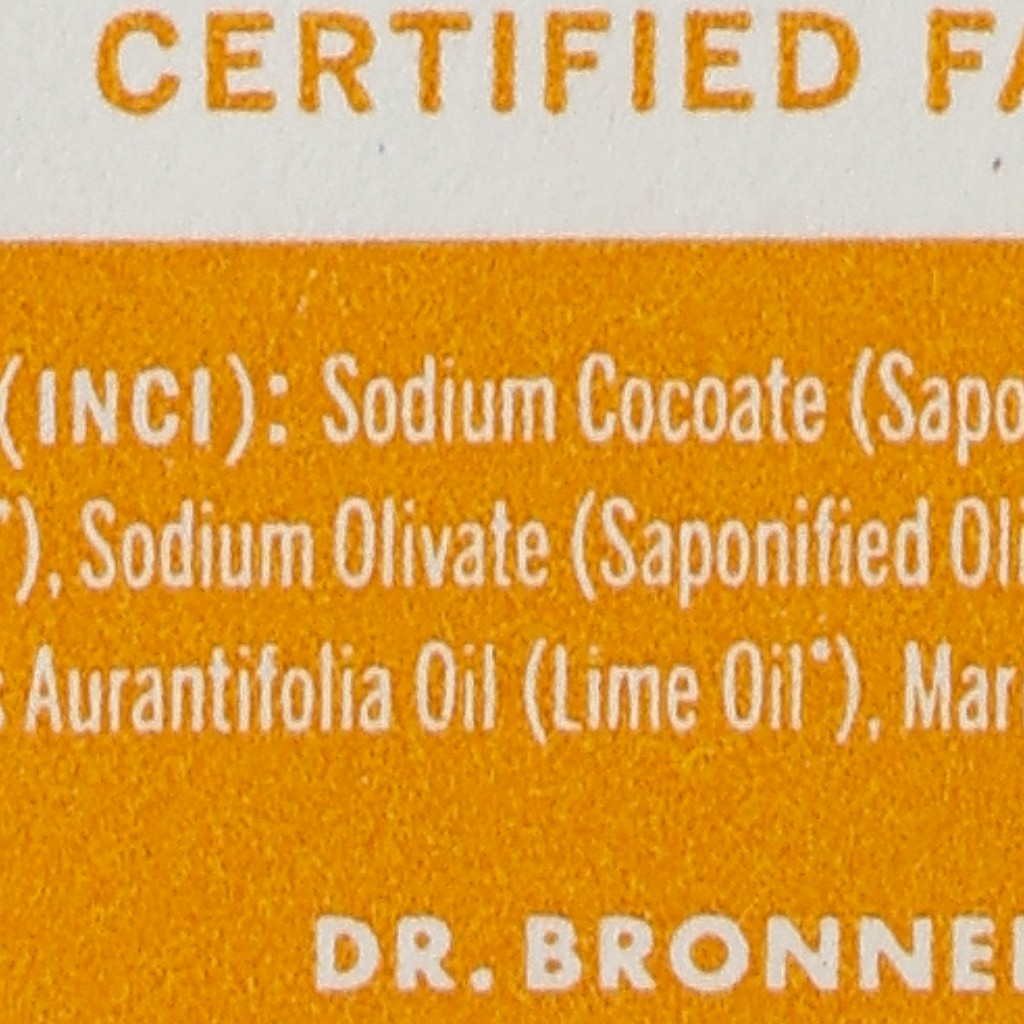 CERTIFIED FA
(INCI): Sodium Cocoate (Sapo
*), Sodium Olivate (Saponified Oli
s Aurantifolia Oil (Lime Oil*), Mar
DR. BRONNE